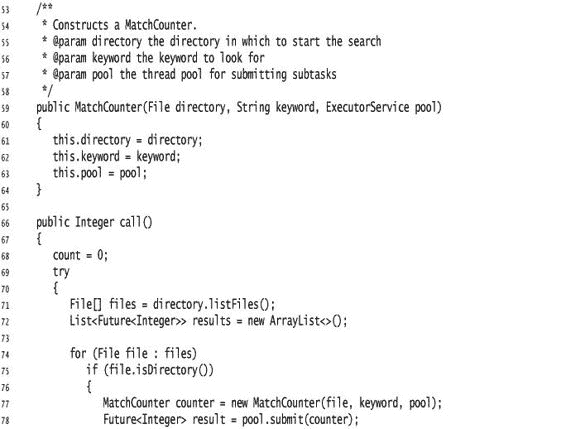 53 /**
54 * Constructs a MatchCounter.
55 * @param directory the directory in which to start the search
56 * @param keyword the keyword to look for
57 * @param pool the thread pool for submitting subtasks
58 */
59 public MatchCounter(File directory, String keyword, ExecutorService pool)
60 {
61 this.directory = directory;
62 this.keyword = keyword;
63 this.pool = pool;
64 }
65
66 public Integer call()
67 {
68 count = 0;
69 try
70 {
71 File[] files = directory.listFiles();
72 List<Future<Integer>> results = new ArrayList<>();
73
74 for (File file : files)
75 if (file.isDirectory())
76 {
77 MatchCounter counter = new MatchCounter(file, keyword, pool);
78 Future<Integer> result = pool.submit(counter);